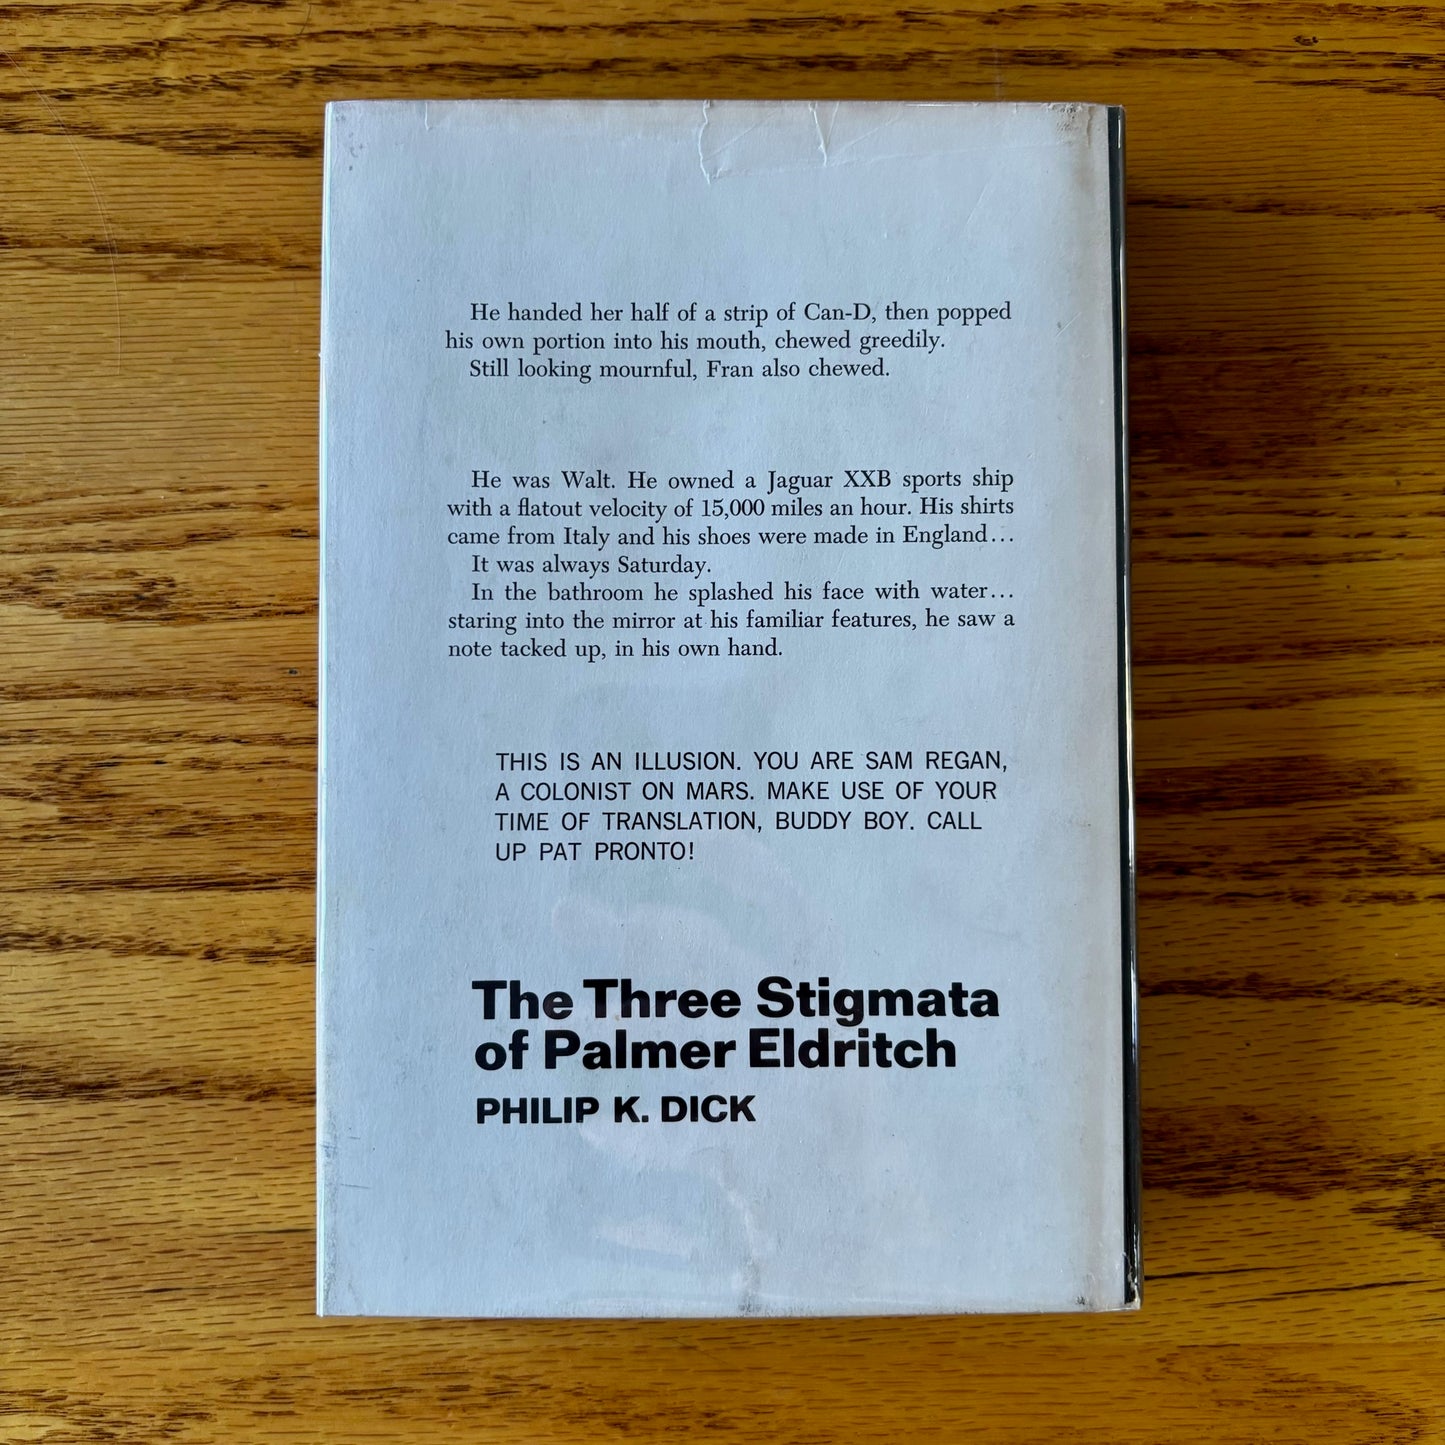 He handed her half of a strip of Can-D, then popped
his own portion into his mouth, chewed greedily.
Still looking mournful, Fran also chewed.
He was Walt. He owned a Jaguar XXB sports ship
with a flatout velocity of 15,000 miles an hour. His shirts
came from Italy and his shoes were made in England...
It was always Saturday.
In the bathroom he splashed his face with water...
staring into the mirror at his familiar features, he saw a
note tacked up, in his own hand.
THIS IS AN ILLUSION. YOU ARE SAM REGAN,
A COLONIST ON MARS. MAKE USE OF YOUR
TIME OF TRANSLATION, BUDDY BOY. CALL
UP PAT PRONTO!
The Three Stigmata
of Palmer Eldritch
PHILIP K. DICK